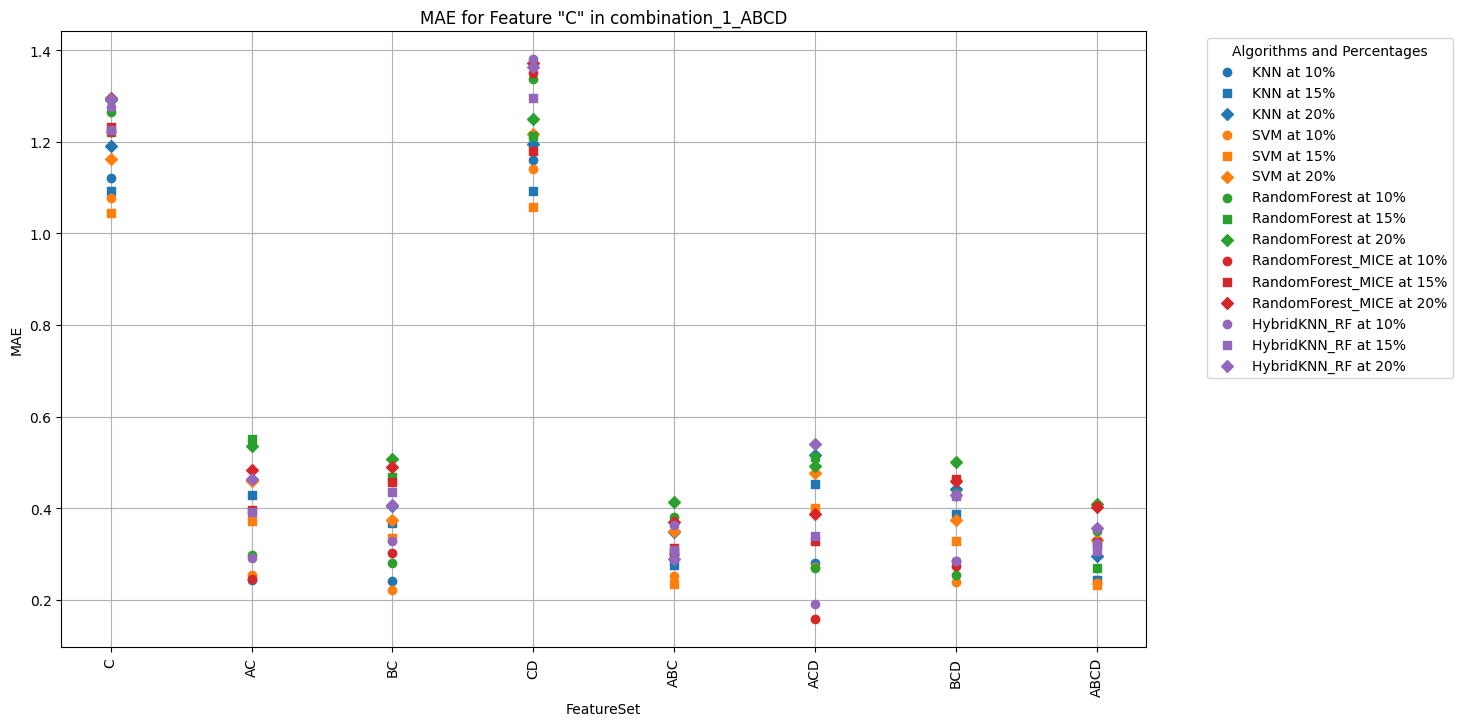 MAE for Feature "C" in combination_1_ABCD
MAE
1.4
1.2
1.0
0.8
0.6
0.4
0.2
C
AC
BC
CD
ABC
ACD
BCD
ABCD
FeatureSet
Algorithms and Percentages
KNN at 10%
KNN at 15%
KNN at 20%
SVM at 10%
SVM at 15%
SVM at 20%
RandomForest at 10%
RandomForest at 15%
RandomForest at 20%
RandomForest_MICE at 10%
RandomForest_MICE at 15%
RandomForest_MICE at 20%
HybridKNN_RF at 10%
HybridKNN_RF at 15%
HybridKNN_RF at 20%